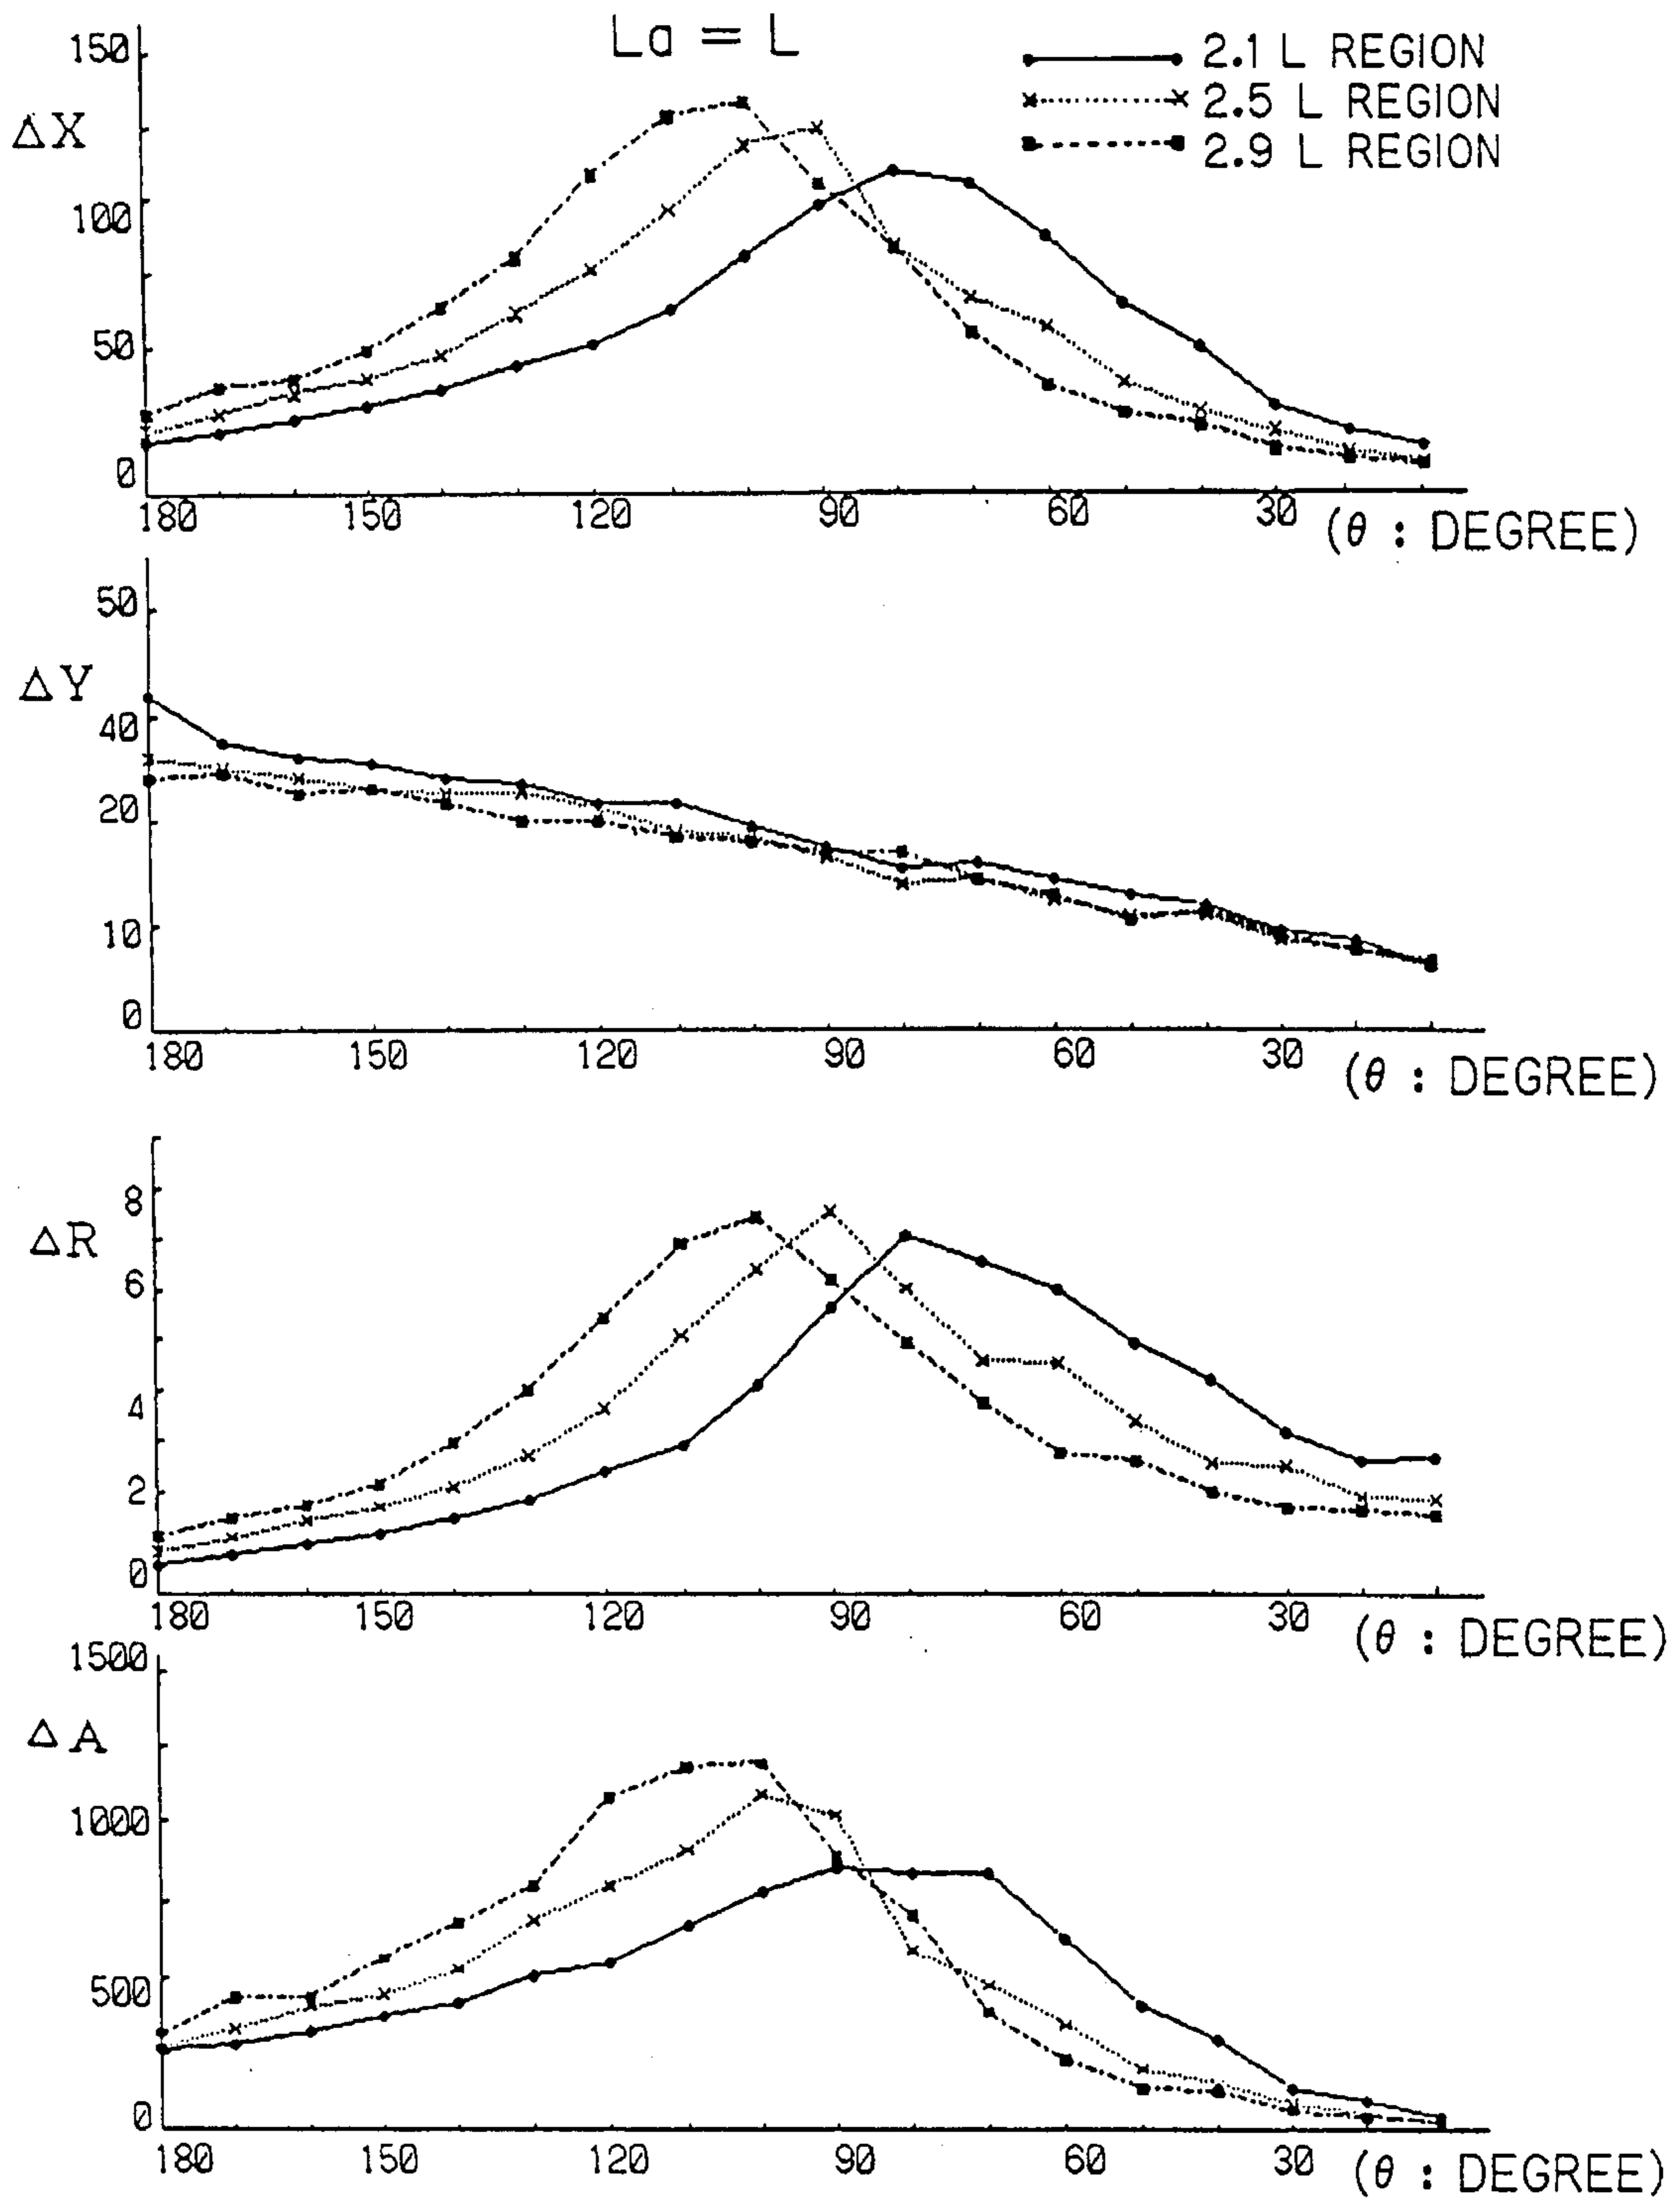 La = L
2.1 L REGION
2.5 L REGION
2.9 L REGION
ΔX
150
100
50
0
180 150 120 90 60 30 (θ : DEGREE)
ΔY
50
40
20
10
0
180 150 120 90 60 30 (θ : DEGREE)
ΔR
8
6
4
2
0
180 150 120 90 60 30 (θ : DEGREE)
ΔA
1500
1000
500
0
180 150 120 90 60 30 (θ : DEGREE)